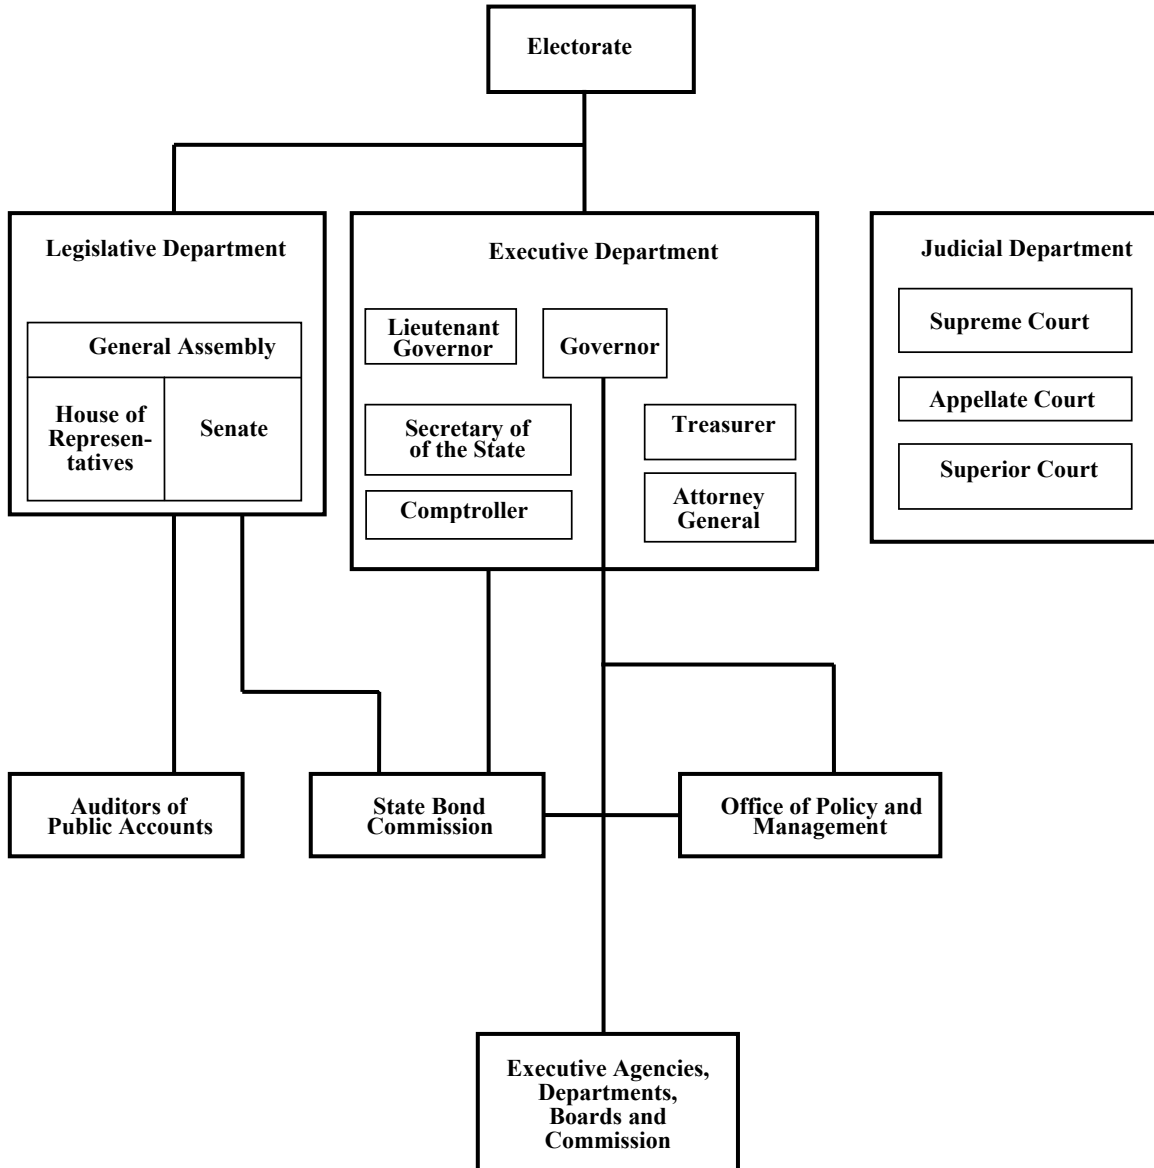 Electorate
Legislative Department
General Assembly
House of
Represen-
tatives
Senate
Executive Department
Lieutenant
Governor
Governor
Secretary of
of the State
Treasurer
Comptroller
Attorney
General
Judicial Department
Supreme Court
Appellate Court
Superior Court
Auditors of
Public Accounts
State Bond
Commission
Office of Policy and
Management
Executive Agencies,
Departments,
Boards and
Commission